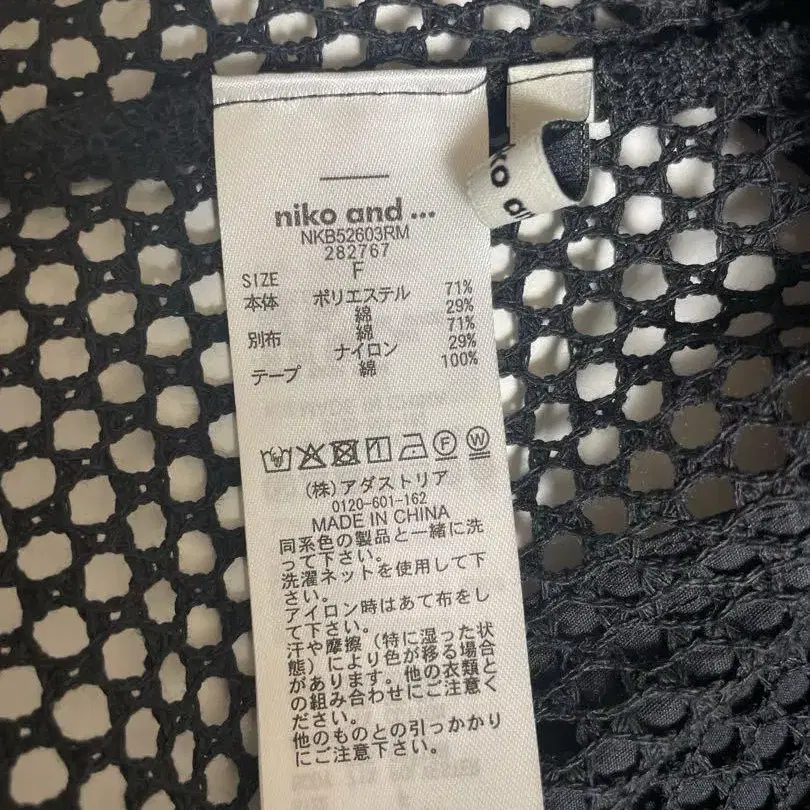 niko and ...
NKB52603RM
282767
SIZE F
本体 ポリエステル 71%
綿 29%
別布 綿 71%
ナイロン 29%
テープ 綿 100%
F W
(株)アダストリア
0120-601-162
MADE IN CHINA
同系色の製品と一緒に洗
って下さい。
洗濯ネットを使用して下
さい。
アイロン時はあて布をし
て下さい。
汗や摩擦(特に湿った状
態)により色が移る場合
があります。他の衣類と
の組み合わせにご注意く
ださい。
他のものとの引っかかり
にご注意下さい。
ko a